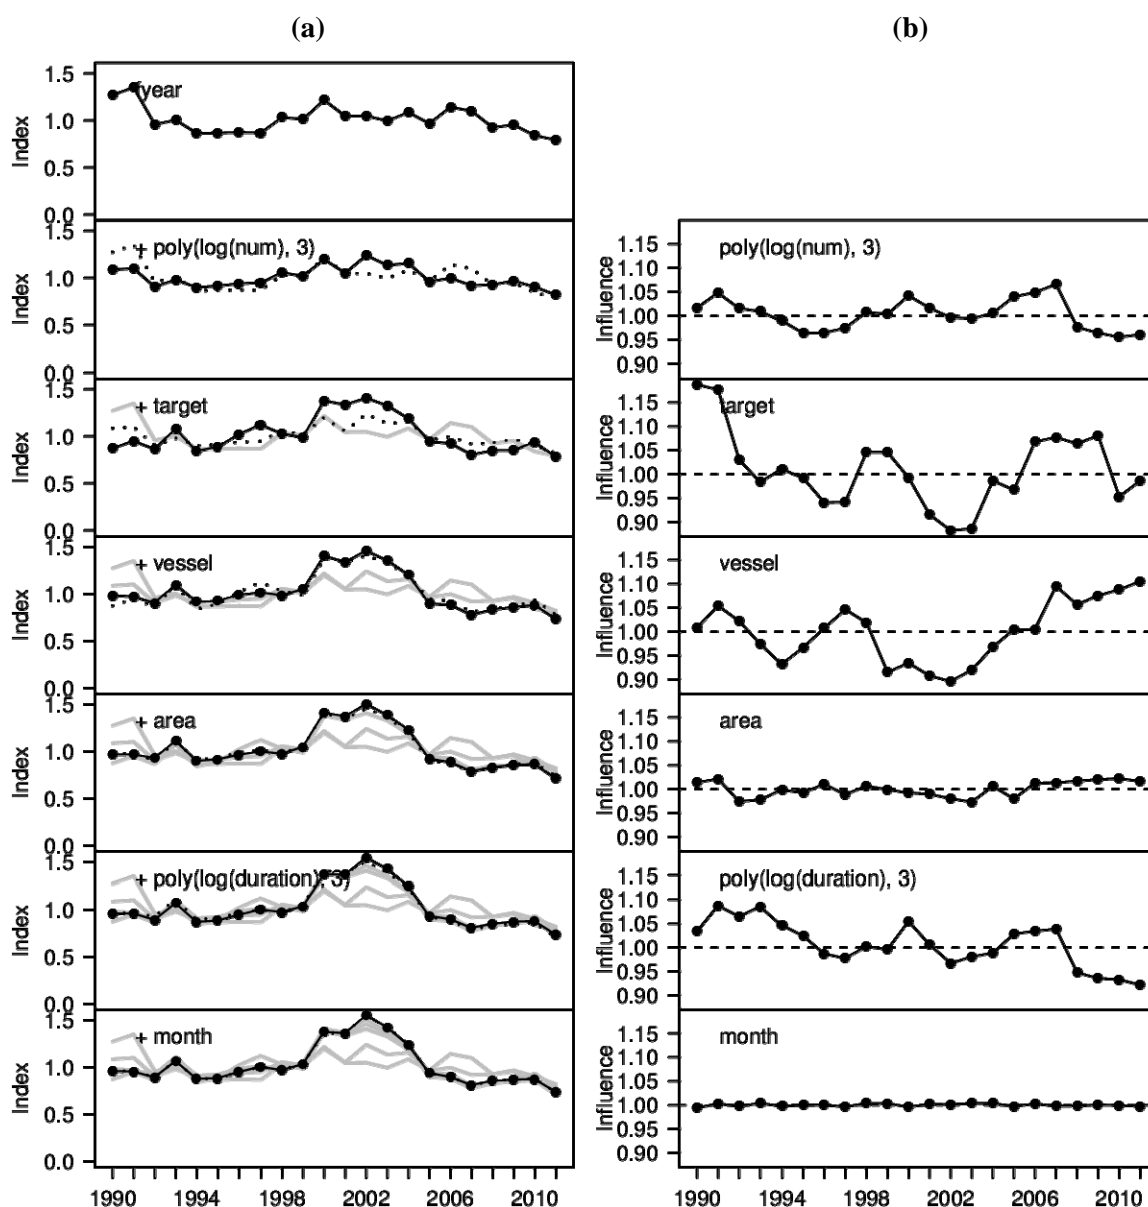 (a)
(b)
fyear
Index
1.5
1.0
0.5
0.0
+ poly(log(num), 3)
Index
1.5
1.0
0.5
0.0
+ target
Index
1.5
1.0
0.5
0.0
+ vessel
Index
1.5
1.0
0.5
0.0
+ area
Index
1.5
1.0
0.5
0.0
+ poly(log(duration), 3)
Index
1.5
1.0
0.5
0.0
+ month
Index
1.5
1.0
0.5
0.0
1990 1994 1998 2002 2006 2010
poly(log(num), 3)
Influence
1.15
1.10
1.05
1.00
0.95
0.90
target
Influence
1.15
1.10
1.05
1.00
0.95
0.90
vessel
Influence
1.15
1.10
1.05
1.00
0.95
0.90
area
Influence
1.15
1.10
1.05
1.00
0.95
0.90
poly(log(duration), 3)
Influence
1.15
1.10
1.05
1.00
0.95
0.90
month
Influence
1.15
1.10
1.05
1.00
0.95
0.90
1990 1994 1998 2002 2006 2010